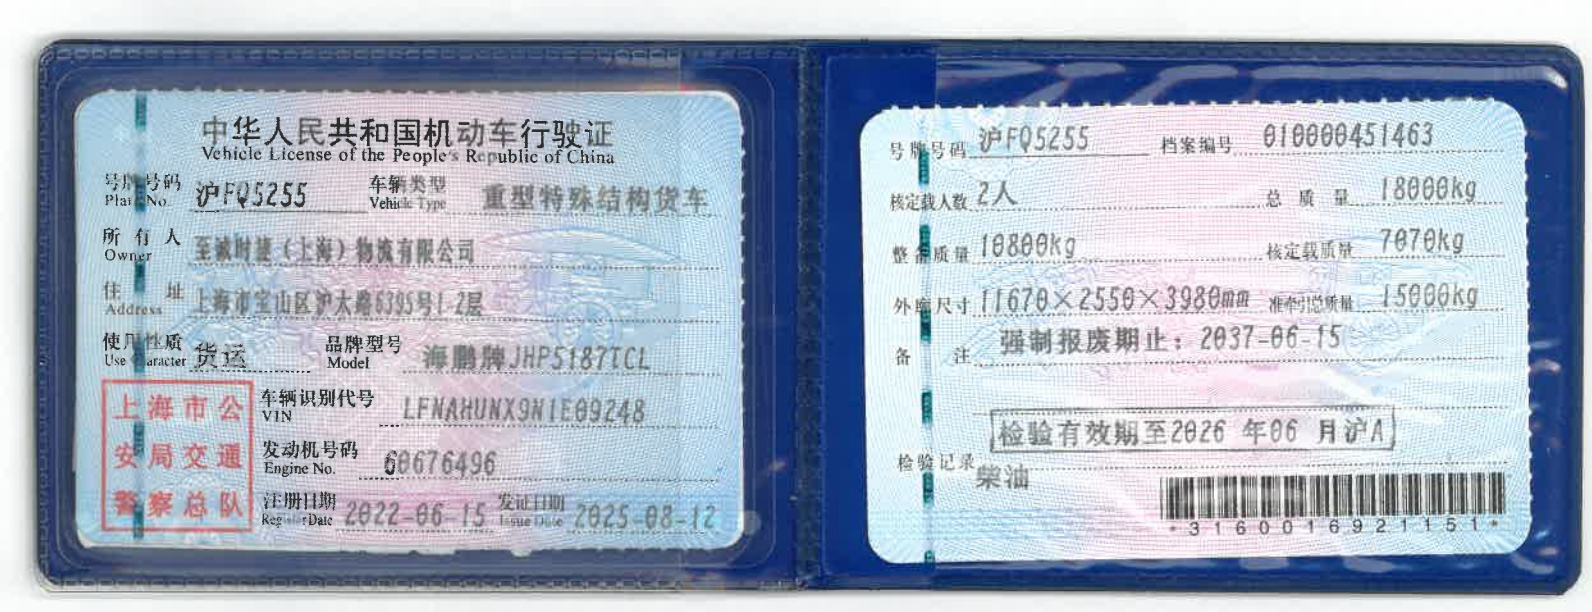 中华人民共和国机动车行驶证
Vehicle License of the People's Republic of China
号牌号码 沪FQ5255 车辆类型 重型特殊结构货车
Plate No. Vehicle Type
所有人 至诚时捷（上海）物流有限公司
Owner
住址 上海市宝山区沪太路6395号1-2层
Address
使用性质 货运 品牌型号 海鹏牌JHP5187TCL
Use Character Model
上海市公安局交通警察总队
车辆识别代号 LFNAHUNX9N1E09248
VIN
发动机号码 60676496
Engine No.
注册日期 2022-06-15 发证日期 2025-08-12
Register Date Issue Date
号牌号码 沪FQ5255 档案编号 010000451463
核定载人数 2人 总质量 18000kg
整备质量 10800kg 核定载质量 7070kg
外廓尺寸 11670×2550×3980mm 准牵引总质量 15000kg
备注 强制报废期止：2037-06-15
检验有效期至2026年06月沪A
检验记录 柴油
*3160016921151*